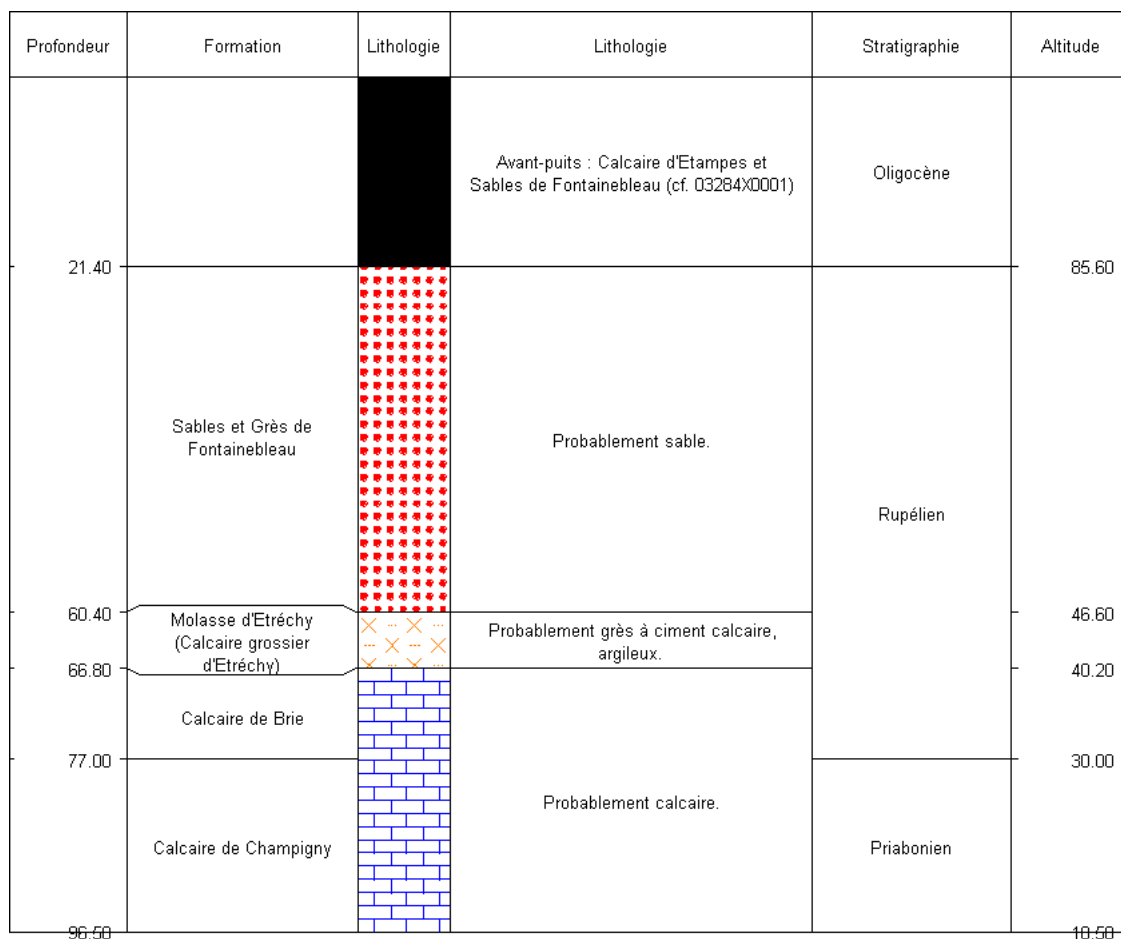 Profondeur Formation Lithologie Lithologie Stratigraphie Altitude
Avant-puits : Calcaire d'Etampes et
Sables de Fontainebleau (cf. 03284X0001)
Oligocène
21.40 85.60
Sables et Grès de
Fontainebleau
Probablement sable.
Rupélien
60.40 46.60
Molasse d'Etréchy
(Calcaire grossier
d'Etréchy)
Probablement grès à ciment calcaire,
argileux.
66.80 40.20
Calcaire de Brie
77.00 30.00
Probablement calcaire.
Calcaire de Champigny
Priabonien
96.50 10.50